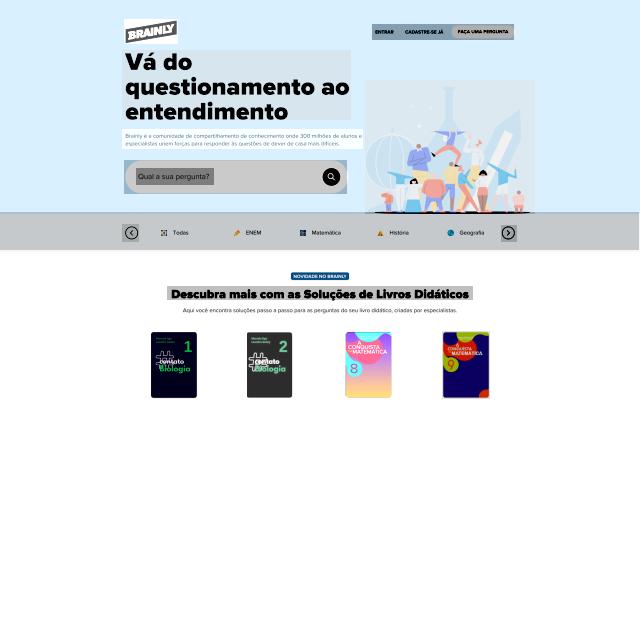 BRAINLY
ENTRAR CADASTRE-SE JÁ FAÇA UMA PERGUNTA
Vá do
questionamento ao
entendimento
Brainly é a comunidade de compartilhamento de conhecimento onde 300 milhões de alunos e
especialistas unem forças para responder às questões de dever de casa mais difíceis.
Qual a sua pergunta?
Todas ENEM Matemática História Geografia
NOVIDADE NO BRAINLY
Descubra mais com as Soluções de Livros Didáticos
Aqui você encontra soluções passo a passo para as perguntas do seu livro didático, criadas por especialistas.
1
contato
Biologia
2
contato
Biologia
A
CONQUISTA
DA MATEMÁTICA
8
A
CONQUISTA
DA MATEMÁTICA
9